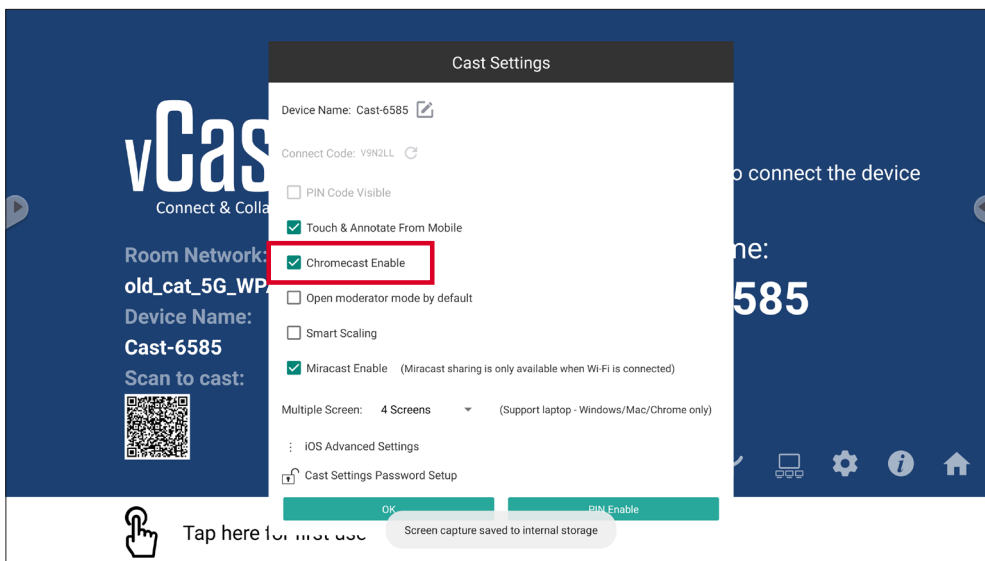 Cast Settings
Device Name: Cast-6585
Connect Code: V9N2LL
PIN Code Visible
Touch & Annotate From Mobile
Chromecast Enable
Open moderator mode by default
Smart Scaling
Miracast Enable (Miracast sharing is only available when Wi-Fi is connected)
Multiple Screen: 4 Screens (Support laptop - Windows/Mac/Chrome only)
iOS Advanced Settings
Cast Settings Password Setup
OK PIN Enable
Screen capture saved to internal storage
vCas
Connect & Colla
Room Network:
old_cat_5G_WP
Device Name:
Cast-6585
Scan to cast:
o connect the device
me:
585
Tap here for first use